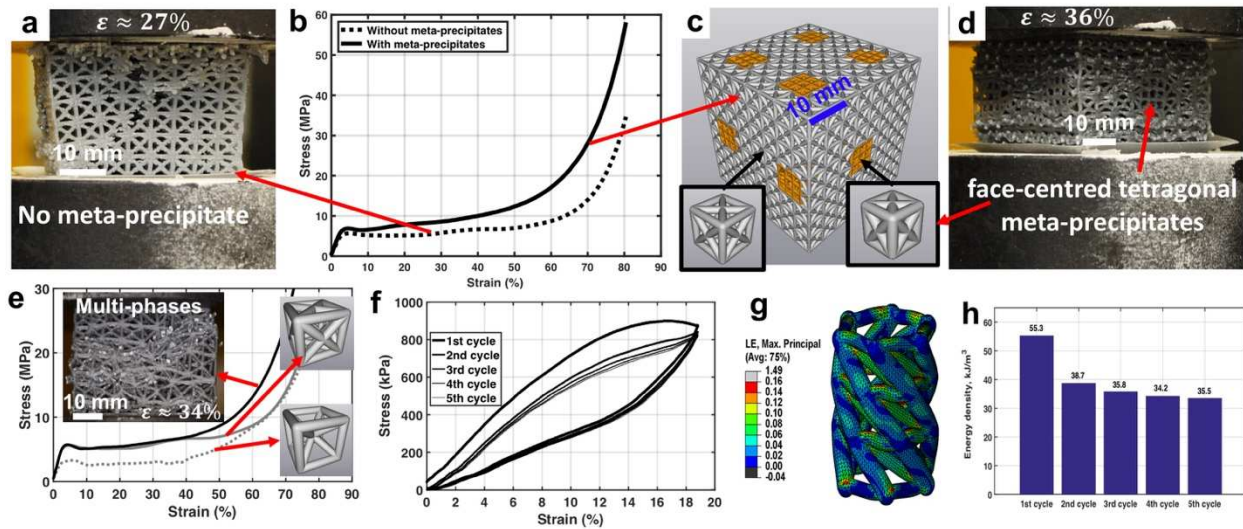 a
ε ≈ 27%
10 mm
No meta-precipitate
b
60
50
40
30
20
10
0
Stress (MPa)
Without meta-precipitates
With meta-precipitates
0 10 20 30 40 50 60 70 80 90
Strain (%)
c
10 mm
d
ε ≈ 36%
10 mm
face-centred tetragonal
meta-precipitates
e
30
20
10
0
Stress (MPa)
Multi-phases
10 mm
ε ≈ 34%
0 10 20 30 40 50 60 70 80 90
Strain (%)
f
1000
800
600
400
200
0
Stress (kPa)
1st cycle
2nd cycle
3rd cycle
4th cycle
5th cycle
0 2 4 6 8 10 12 14 16 18 20
Strain (%)
g
LE, Max. Principal
(Avg: 75%)
1.49
0.16
0.14
0.12
0.10
0.08
0.06
0.04
0.02
0.00
-0.04
h
60
50
40
30
20
10
0
Energy density, kJ/m³
55.3
38.7
35.8
34.2
35.5
1st cycle 2nd cycle 3rd cycle 4th cycle 5th cycle